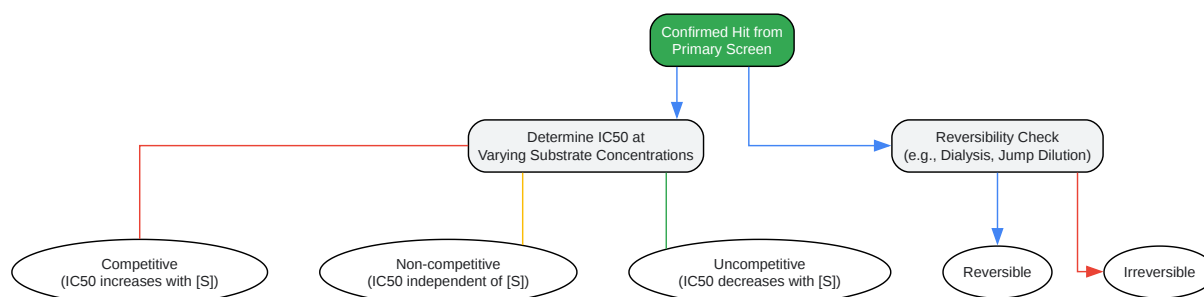 Confirmed Hit from
Primary Screen
Determine IC50 at
Varying Substrate Concentrations
Reversibility Check
(e.g., Dialysis, Jump Dilution)
Competitive
(IC50 increases with [S])
Non-competitive
(IC50 independent of [S])
Uncompetitive
(IC50 decreases with [S])
Reversible
Irreversible